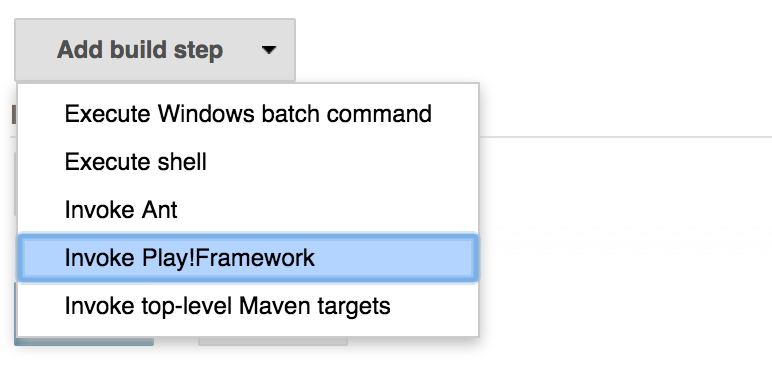 Add build step
Execute Windows batch command
Execute shell
Invoke Ant
Invoke Play!Framework
Invoke top-level Maven targets